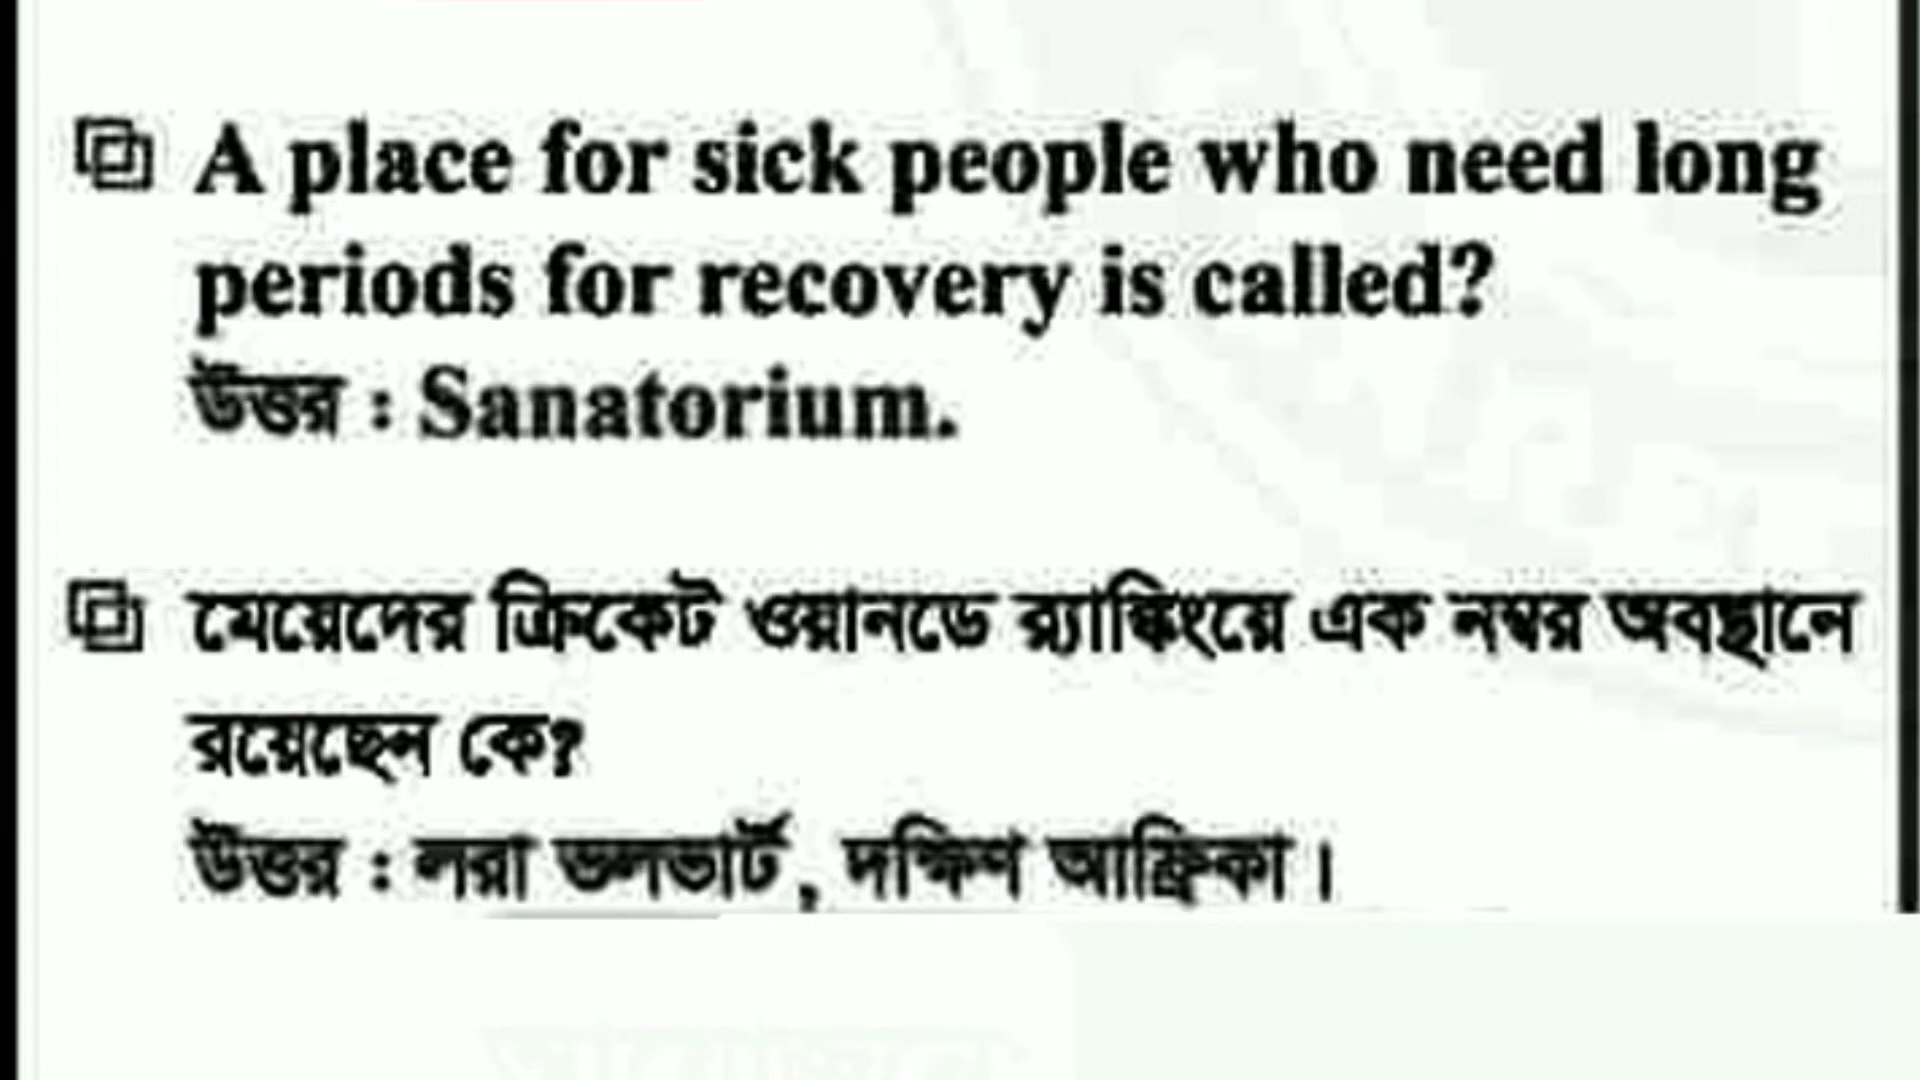 A place for sick people who need long
periods for recovery is called?
উত্তর : Sanatorium.
মেয়েদের ক্রিকেট ওয়ানডে র‍্যাঙ্কিংয়ে এক নম্বর অবস্থানে
রয়েছেন কে?
উত্তর : লরা ভলভার্ট, দক্ষিণ আফ্রিকা।